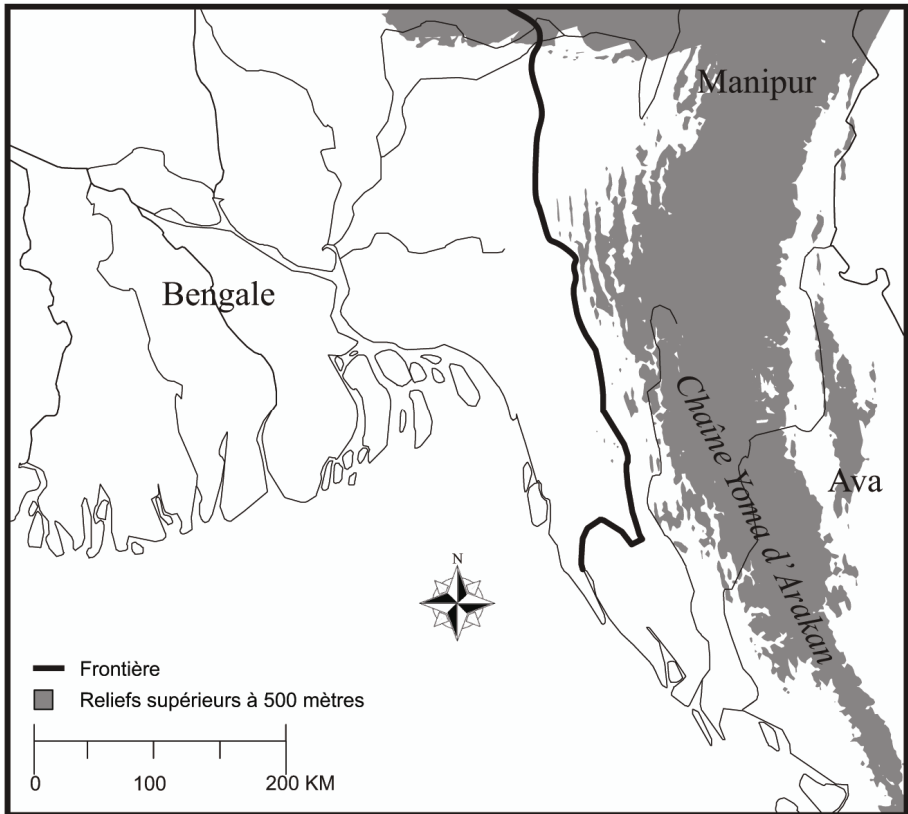 Manipur
Bengale
Chaîne Yoma d'Arakan
Ava
N
Frontière
Reliefs supérieurs à 500 mètres
0 100 200 KM